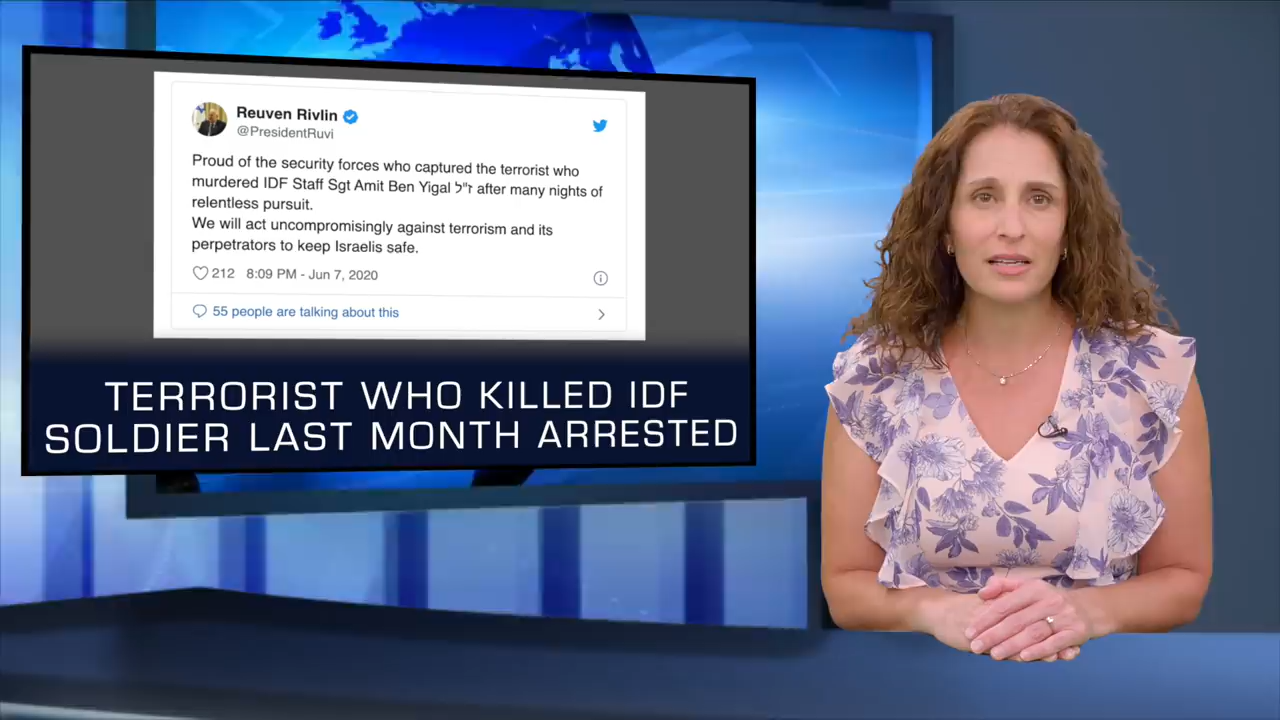 Reuven Rivlin
@PresidentRuvi
Proud of the security forces who captured the terrorist who
murdered IDF Staff Sgt Amit Ben Yigal ז"ל after many nights of
relentless pursuit.
We will act uncompromisingly against terrorism and its
perpetrators to keep Israelis safe.
212 8:09 PM - Jun 7, 2020
55 people are talking about this
TERRORIST WHO KILLED IDF
SOLDIER LAST MONTH ARRESTED